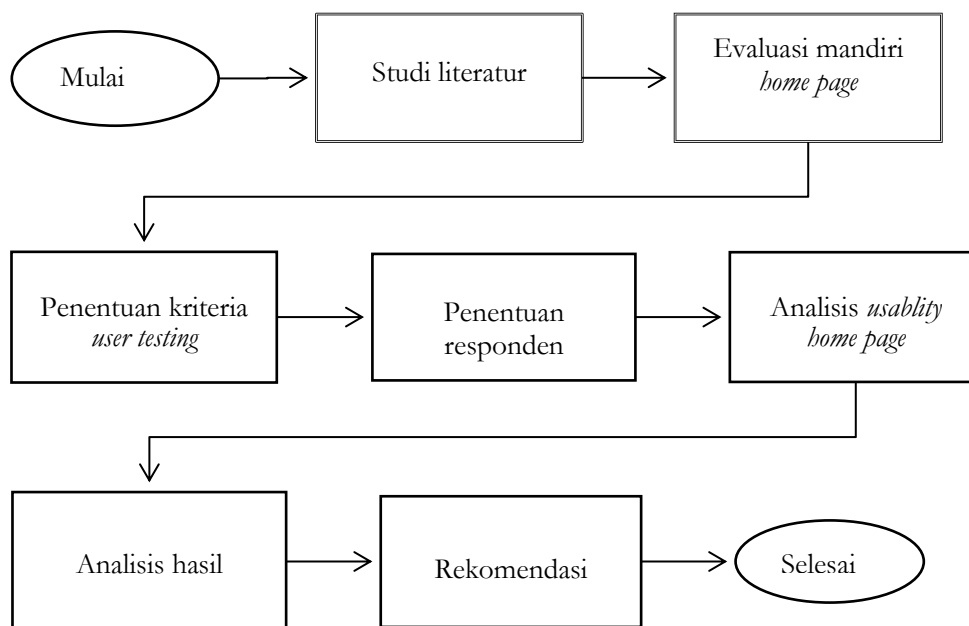 Mulai
Studi literatur
Evaluasi mandiri
home page
Penentuan kriteria
user testing
Penentuan
responden
Analisis usablity
home page
Analisis hasil
Rekomendasi
Selesai